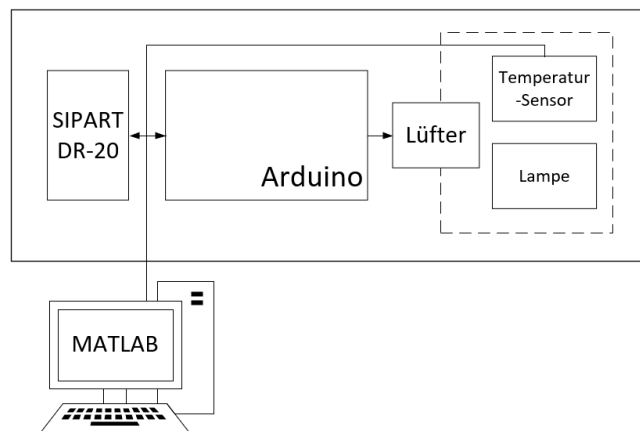 Temperatur
-Sensor
SIPART
DR-20
Lüfter
Arduino
Lampe
MATLAB